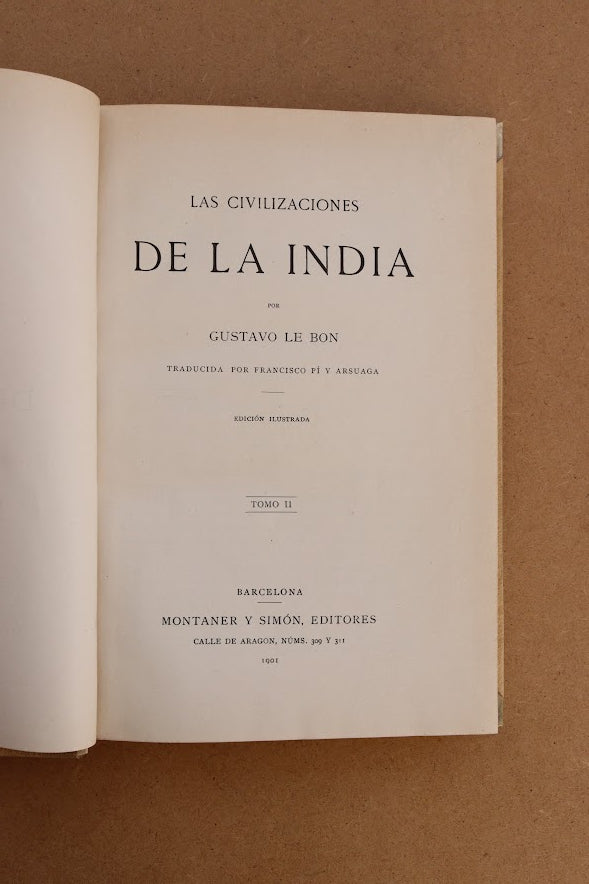 LAS CIVILIZACIONES
DE LA INDIA
POR
GUSTAVO LE BON
TRADUCIDA POR FRANCISCO PÍ Y ARSUAGA
EDICIÓN ILUSTRADA
TOMO II
BARCELONA
MONTANER Y SIMÓN, EDITORES
CALLE DE ARAGON, NÚMS. 309 Y 311
1901